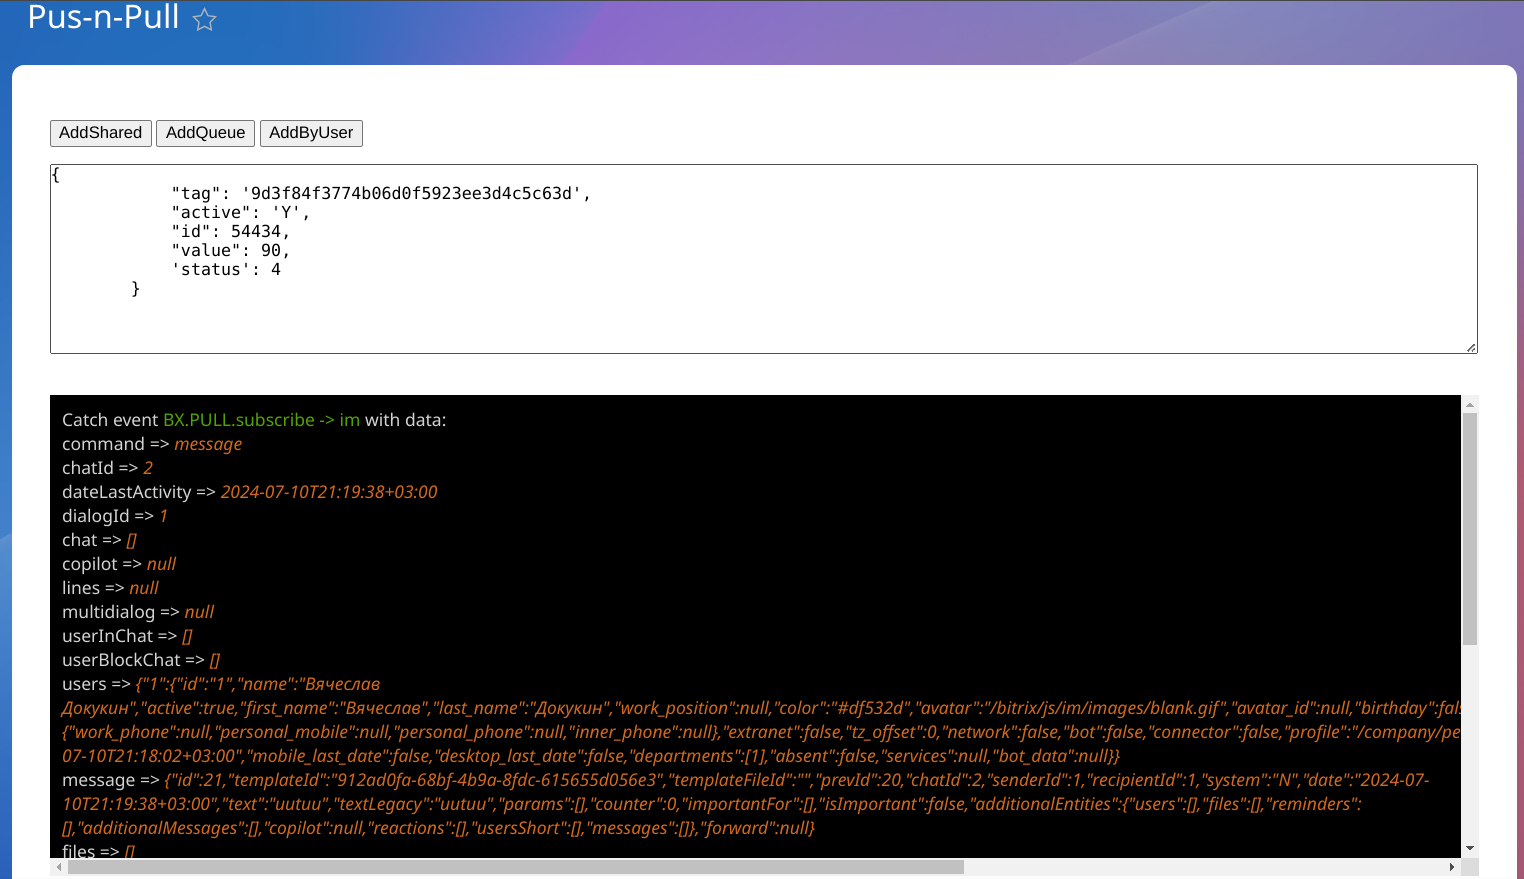 Pus-n-Pull
AddShared AddQueue AddByUser
{
"tag": '9d3f84f3774b06d0f5923ee3d4c5c63d',
"active": 'Y',
"id": 54434,
"value": 90,
'status': 4
}
Catch event BX.PULL.subscribe -> im with data:
command => message
chatId => 2
dateLastActivity => 2024-07-10T21:19:38+03:00
dialogId => 1
chat => []
copilot => null
lines => null
multidialog => null
userInChat => []
userBlockChat => []
users => {"1":{"id":"1","name":"Вячеслав
Докукин","active":true,"first_name":"Вячеслав","last_name":"Докукин","work_position":null,"color":"#df532d","avatar":"/bitrix/js/im/images/blank.gif","avatar_id":null,"birthday":fals
{"work_phone":null,"personal_mobile":null,"personal_phone":null,"inner_phone":null},"extranet":false,"tz_offset":0,"network":false,"bot":false,"connector":false,"profile":"/company/pe
07-10T21:18:02+03:00","mobile_last_date":false,"desktop_last_date":false,"departments":[1],"absent":false,"services":null,"bot_data":null}}
message => {"id":21,"templateId":"912ad0fa-68bf-4b9a-8fdc-615655d056e3","templateFileId":"","prevId":20,"chatId":2,"senderId":1,"recipientId":1,"system":"N","date":"2024-07-
10T21:19:38+03:00","text":"uutuu","textLegacy":"uutuu","params":[],"counter":0,"importantFor":[],"isImportant":false,"additionalEntities":{"users":[],"files":[],"reminders":
[],"additionalMessages":[],"copilot":null,"reactions":[],"usersShort":[],"messages":[]},"forward":null}
files => []